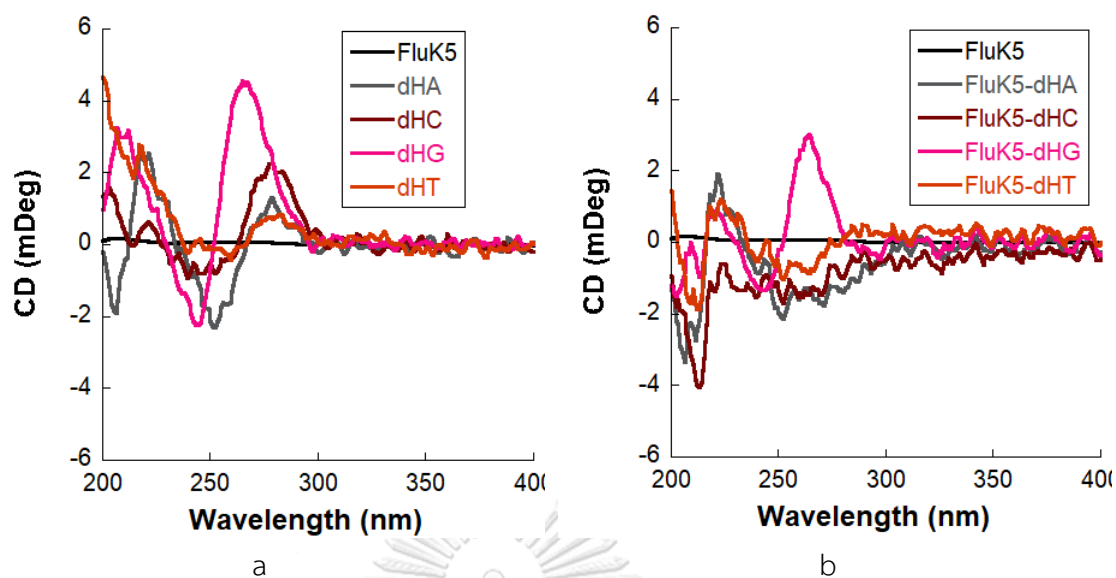 6
4
2
0
-2
-4
-6
200
250
300
350
400
CD (mDeg)
Wavelength (nm)
FluK5
dHA
dHC
dHG
dHT
a
6
4
2
0
-2
-4
-6
200
250
300
350
400
CD (mDeg)
Wavelength (nm)
FluK5
FluK5-dHA
FluK5-dHC
FluK5-dHG
FluK5-dHT
b